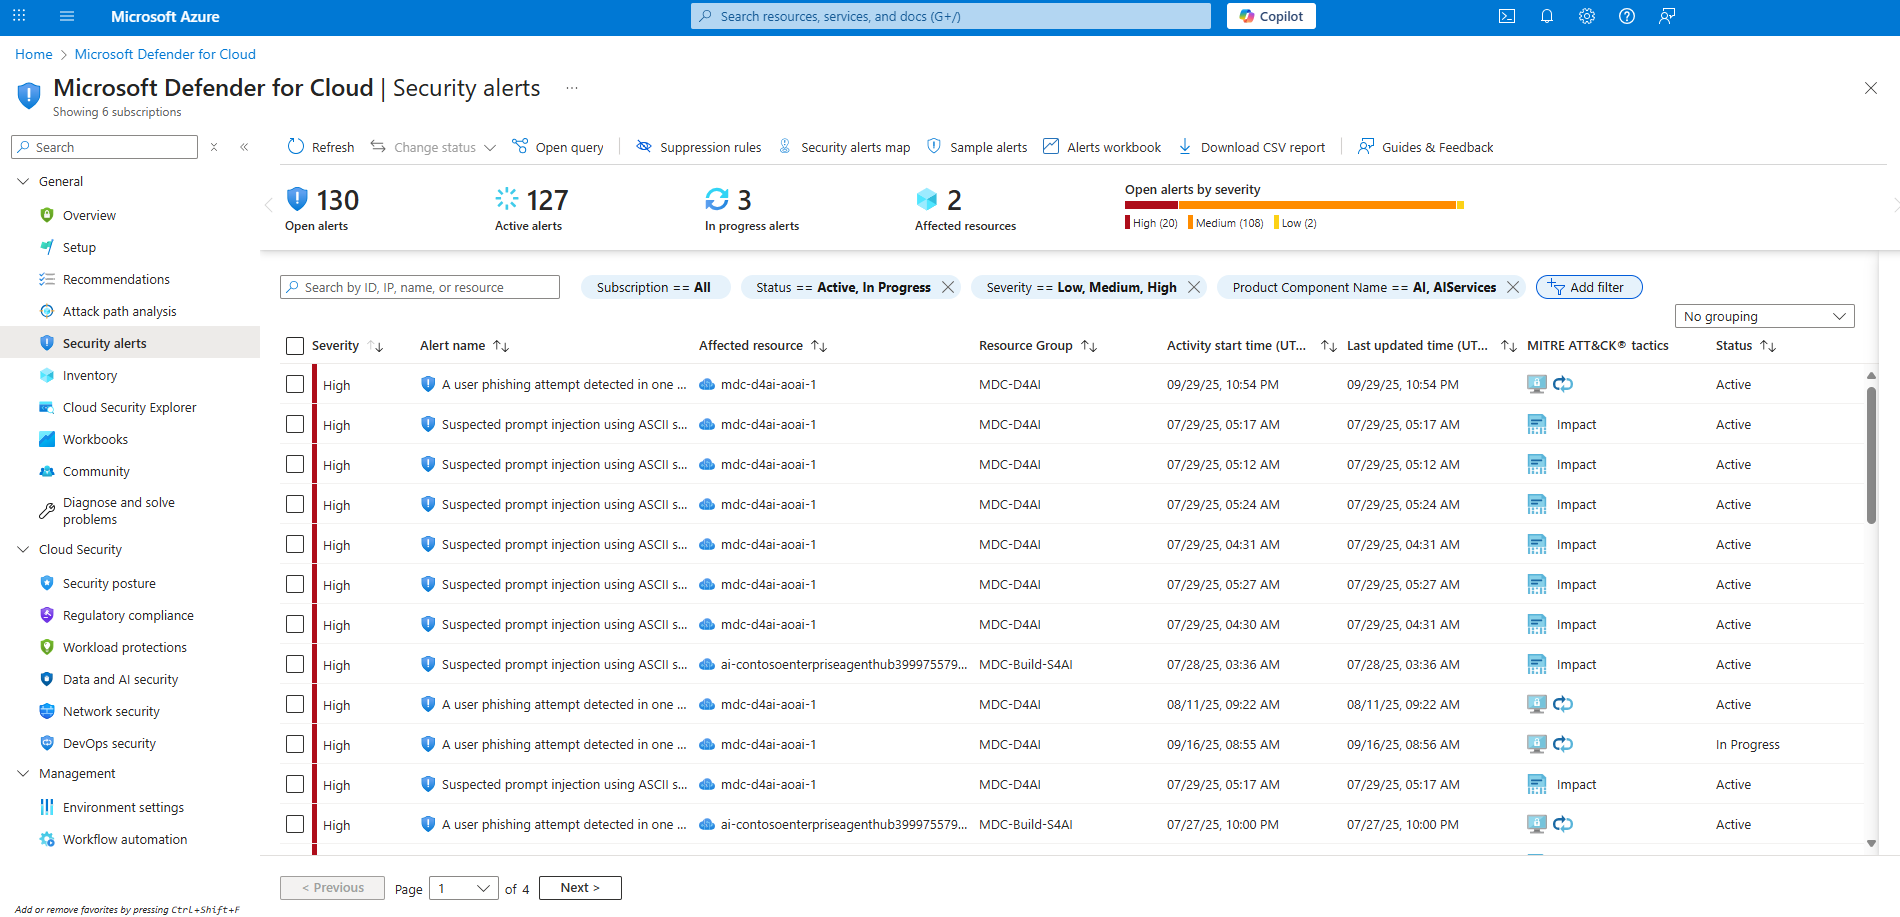 Microsoft Azure
Search resources, services, and docs (G+/)
Copilot
Home > Microsoft Defender for Cloud
Microsoft Defender for Cloud | Security alerts ...
Showing 6 subscriptions
Search
General
Overview
Setup
Recommendations
Attack path analysis
Security alerts
Inventory
Cloud Security Explorer
Workbooks
Community
Diagnose and solve
problems
Cloud Security
Security posture
Regulatory compliance
Workload protections
Data and AI security
Network security
DevOps security
Management
Environment settings
Workflow automation
Add or remove favorites by pressing Ctrl+Shift+F
Refresh Change status Open query Suppression rules Security alerts map Sample alerts Alerts workbook Download CSV report Guides & Feedback
130 127 3 2
Open alerts Active alerts In progress alerts Affected resources
Open alerts by severity
High (20) Medium (108) Low (2)
Search by ID, IP, name, or resource
Subscription == All Status == Active, In Progress Severity == Low, Medium, High Product Component Name == AI, AIServices Add filter
No grouping
Severity Alert name Affected resource Resource Group Activity start time (UT... Last updated time (UT... MITRE ATT&CK® tactics Status
High A user phishing attempt detected in one ... mdc-d4ai-aoai-1 MDC-D4AI 09/29/25, 10:54 PM 09/29/25, 10:54 PM Active
High Suspected prompt injection using ASCII s... mdc-d4ai-aoai-1 MDC-D4AI 07/29/25, 05:17 AM 07/29/25, 05:17 AM Impact Active
High Suspected prompt injection using ASCII s... mdc-d4ai-aoai-1 MDC-D4AI 07/29/25, 05:12 AM 07/29/25, 05:12 AM Impact Active
High Suspected prompt injection using ASCII s... mdc-d4ai-aoai-1 MDC-D4AI 07/29/25, 05:24 AM 07/29/25, 05:24 AM Impact Active
High Suspected prompt injection using ASCII s... mdc-d4ai-aoai-1 MDC-D4AI 07/29/25, 04:31 AM 07/29/25, 04:31 AM Impact Active
High Suspected prompt injection using ASCII s... mdc-d4ai-aoai-1 MDC-D4AI 07/29/25, 05:27 AM 07/29/25, 05:27 AM Impact Active
High Suspected prompt injection using ASCII s... mdc-d4ai-aoai-1 MDC-D4AI 07/29/25, 04:30 AM 07/29/25, 04:31 AM Impact Active
High Suspected prompt injection using ASCII s... ai-contosoenterpriseagenthub399975579... MDC-Build-S4AI 07/28/25, 03:36 AM 07/28/25, 03:36 AM Impact Active
High A user phishing attempt detected in one ... mdc-d4ai-aoai-1 MDC-D4AI 08/11/25, 09:22 AM 08/11/25, 09:22 AM Active
High A user phishing attempt detected in one ... mdc-d4ai-aoai-1 MDC-D4AI 09/16/25, 08:55 AM 09/16/25, 08:56 AM In Progress
High Suspected prompt injection using ASCII s... mdc-d4ai-aoai-1 MDC-D4AI 07/29/25, 05:17 AM 07/29/25, 05:17 AM Impact Active
High A user phishing attempt detected in one ... ai-contosoenterpriseagenthub399975579... MDC-Build-S4AI 07/27/25, 10:00 PM 07/27/25, 10:00 PM Active
< Previous Page 1 of 4 Next >